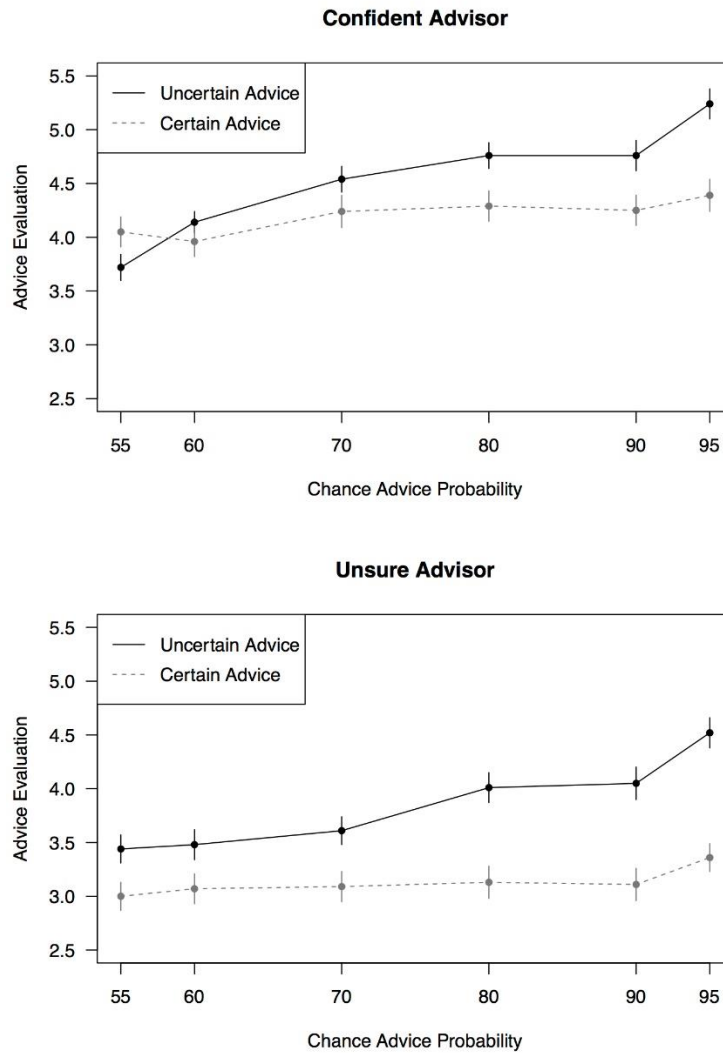 Confident Advisor
5.5
5.0
4.5
4.0
3.5
3.0
2.5
Advice Evaluation
Uncertain Advice
Certain Advice
55 60 70 80 90 95
Chance Advice Probability
Unsure Advisor
5.5
5.0
4.5
4.0
3.5
3.0
2.5
Advice Evaluation
Uncertain Advice
Certain Advice
55 60 70 80 90 95
Chance Advice Probability